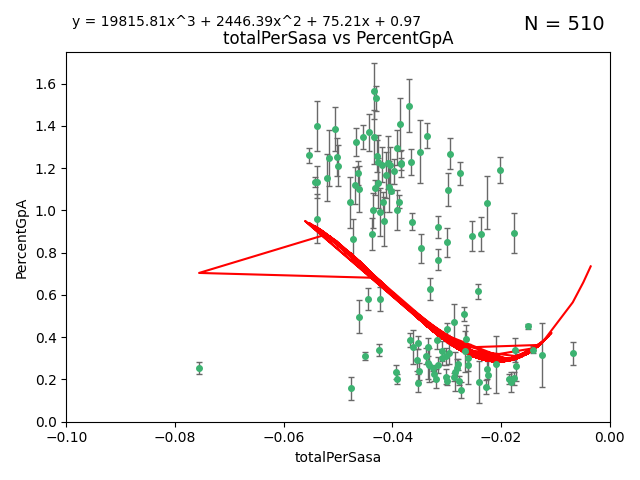 y = 19815.81x^3 + 2446.39x^2 + 75.21x + 0.97
N = 510
totalPerSasa vs PercentGpA
PercentGpA
1.6
1.4
1.2
1.0
0.8
0.6
0.4
0.2
0.0
−0.10 −0.08 −0.06 −0.04 −0.02 0.00
totalPerSasa